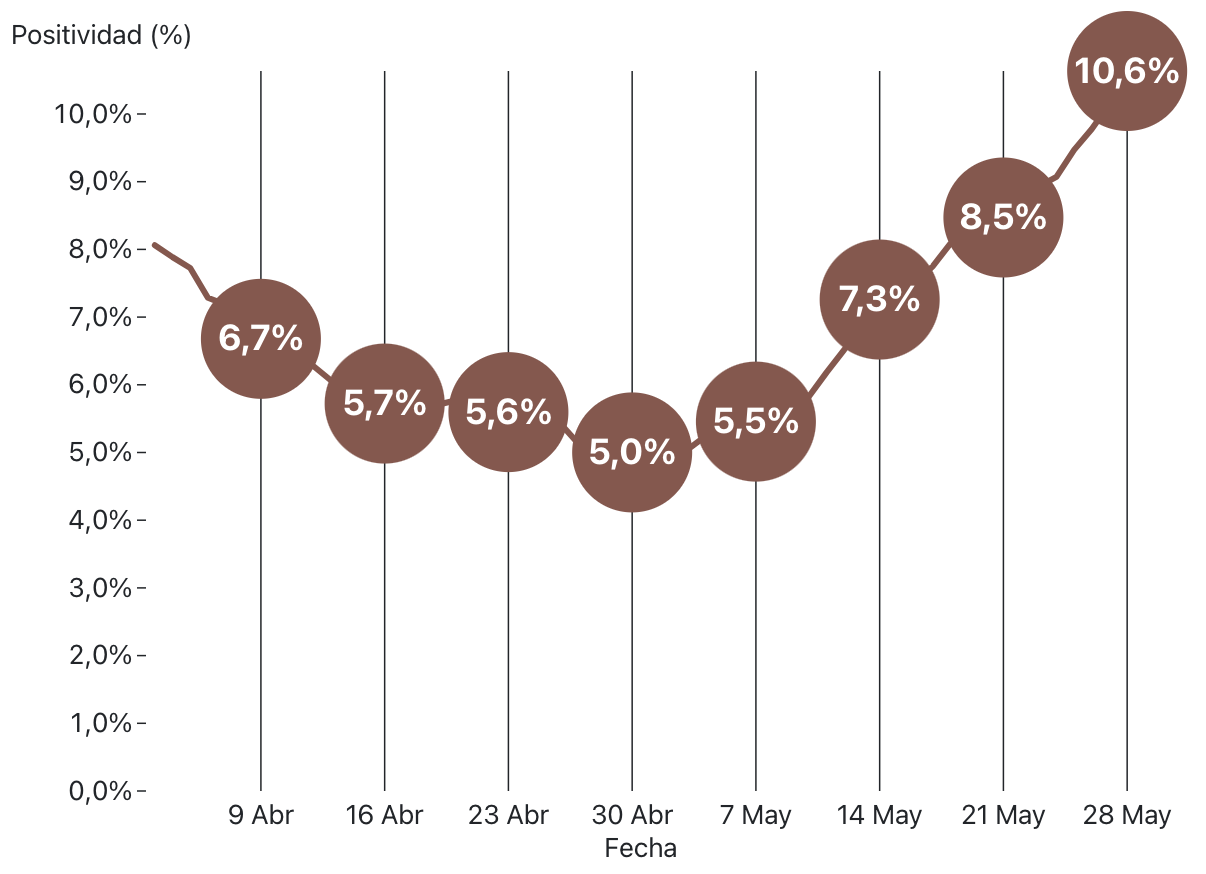 Positividad (%)
10,0%
9,0%
8,0%
7,0%
6,0%
5,0%
4,0%
3,0%
2,0%
1,0%
0,0%
6,7%
5,7%
5,6%
5,0%
5,5%
7,3%
8,5%
10,6%
9 Abr
16 Abr
23 Abr
30 Abr
7 May
14 May
21 May
28 May
Fecha